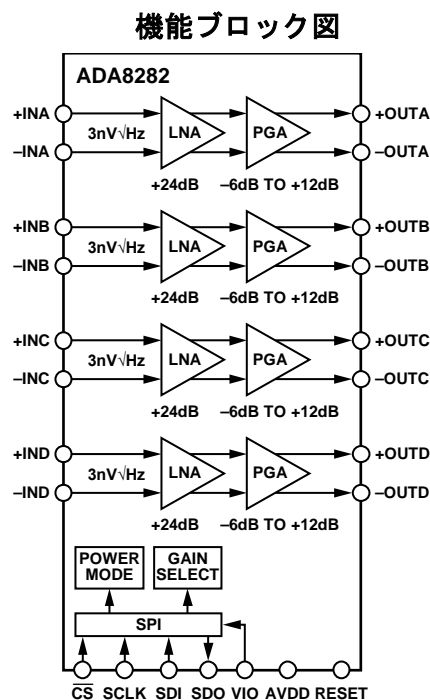 機能ブロック図
ADA8282
+INA 3nV√Hz LNA PGA +OUTA
–INA –OUTA
+24dB –6dB TO +12dB
+INB 3nV√Hz LNA PGA +OUTB
–INB –OUTB
+24dB –6dB TO +12dB
+INC 3nV√Hz LNA PGA +OUTC
–INC –OUTC
+24dB –6dB TO +12dB
+IND 3nV√Hz LNA PGA +OUTD
–IND –OUTD
+24dB –6dB TO +12dB
POWER MODE
GAIN SELECT
SPI
CS SCLK SDI SDO VIO AVDD RESET